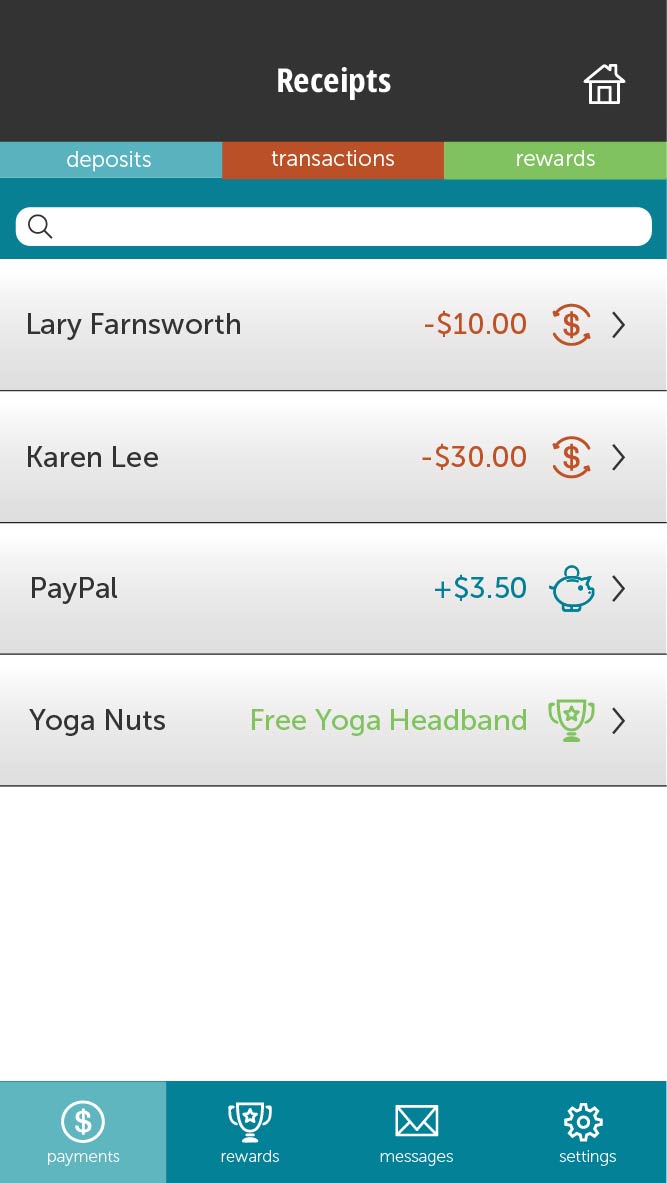 Receipts
deposits transactions rewards
Lary Farnsworth -$10.00 $
Karen Lee -$30.00 $
PayPal +$3.50
Yoga Nuts Free Yoga Headband
$
payments rewards messages settings